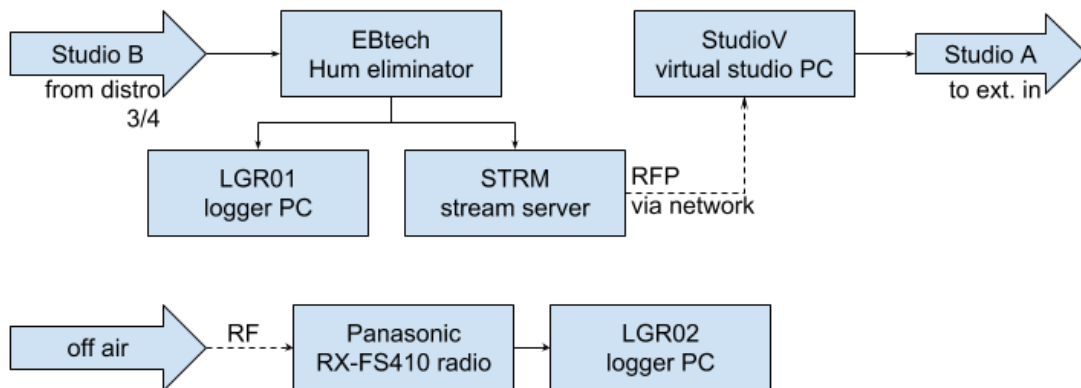 Studio B
from distro
3/4
EBtech
Hum eliminator
StudioV
virtual studio PC
Studio A
to ext. in
LGR01
logger PC
STRM
stream server
RFP
via network
off air
RF
Panasonic
RX-FS410 radio
LGR02
logger PC